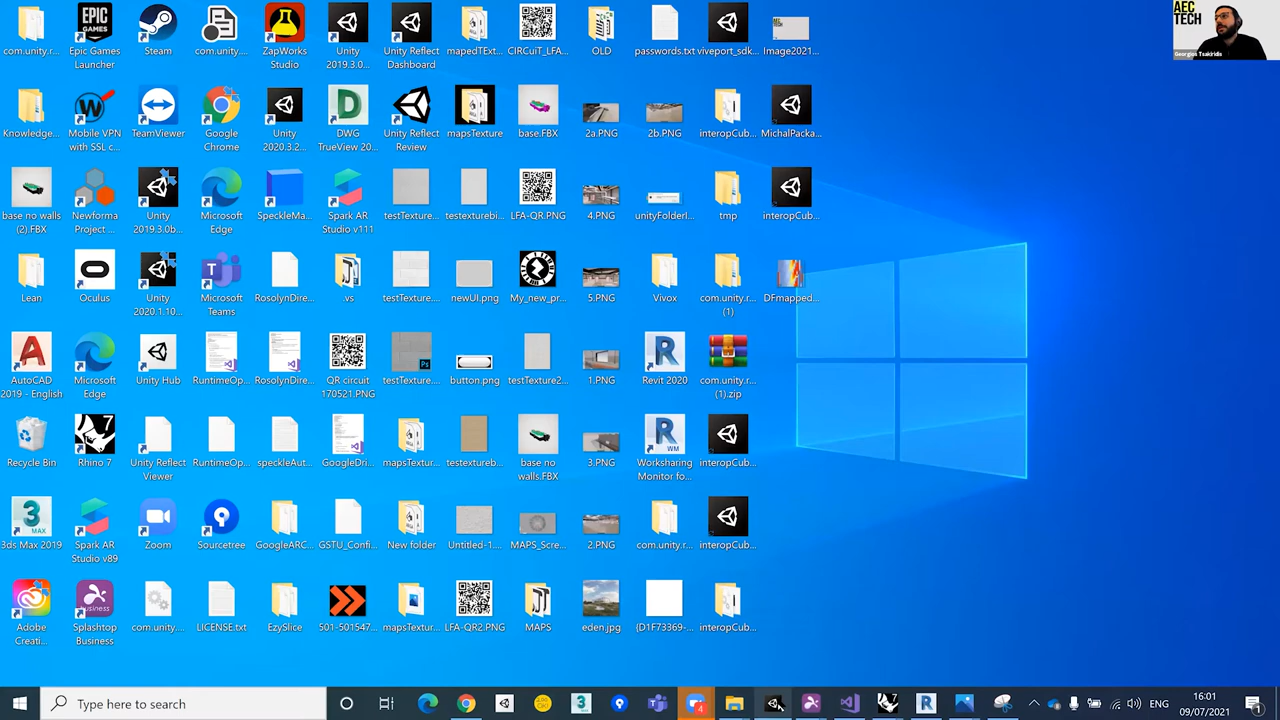 com.unity.r...
Epic Games
Launcher
Steam
com.unity....
ZapWorks
Studio
Unity
2019.3.0...
Unity Reflect
Dashboard
mapedTExt...
CIRCuiT_LFA...
OLD
passwords.txt
viveport_sdk...
Image2021...
AEC
TECH
Georgios Tsakiridis
Knowledge...
Mobile VPN
with SSL c...
TeamViewer
Google
Chrome
Unity
2020.3.2...
DWG
TrueView 20...
Unity Reflect
Review
mapsTexture
base.FBX
2a.PNG
2b.PNG
interopCub...
MichalPacka...
base no walls
(2).FBX
Newforma
Project ...
Unity
2019.3.0b...
Microsoft
Edge
SpeckleMa...
Spark AR
Studio v111
testTexture...
testexturebi...
LFA-QR.PNG
4.PNG
unityFolderI...
tmp
interopCub...
Lean
Oculus
Unity
2020.1.10...
Microsoft
Teams
RosolynDire...
.vs
testTexture...
newUI.png
My_new_pr...
5.PNG
Vivox
com.unity.r...
(1)
DFmapped...
AutoCAD
2019 - English
Microsoft
Edge
Unity Hub
RuntimeOp...
RosolynDire...
QR circuit
170521.PNG
testTexture...
button.png
testTexture2...
1.PNG
Revit 2020
com.unity.r...
(1).zip
Recycle Bin
Rhino 7
Unity Reflect
Viewer
RuntimeOp...
speckleAut...
GoogleDri...
mapsTextur...
testextureb...
base no
walls.FBX
3.PNG
Worksharing
Monitor fo...
interopCub...
3ds Max 2019
Spark AR
Studio v89
Zoom
Sourcetree
GoogleARC...
GSTU_Confi...
New folder
Untitled-1....
MAPS_Scre...
2.PNG
com.unity.r...
interopCub...
Adobe
Creati...
Splashtop
Business
com.unity....
LICENSE.txt
EzySlice
501-501547...
mapsTextur...
LFA-QR2.PNG
MAPS
eden.jpg
{D1F73369-...
interopCub...
Type here to search
ENG
16:01
09/07/2021